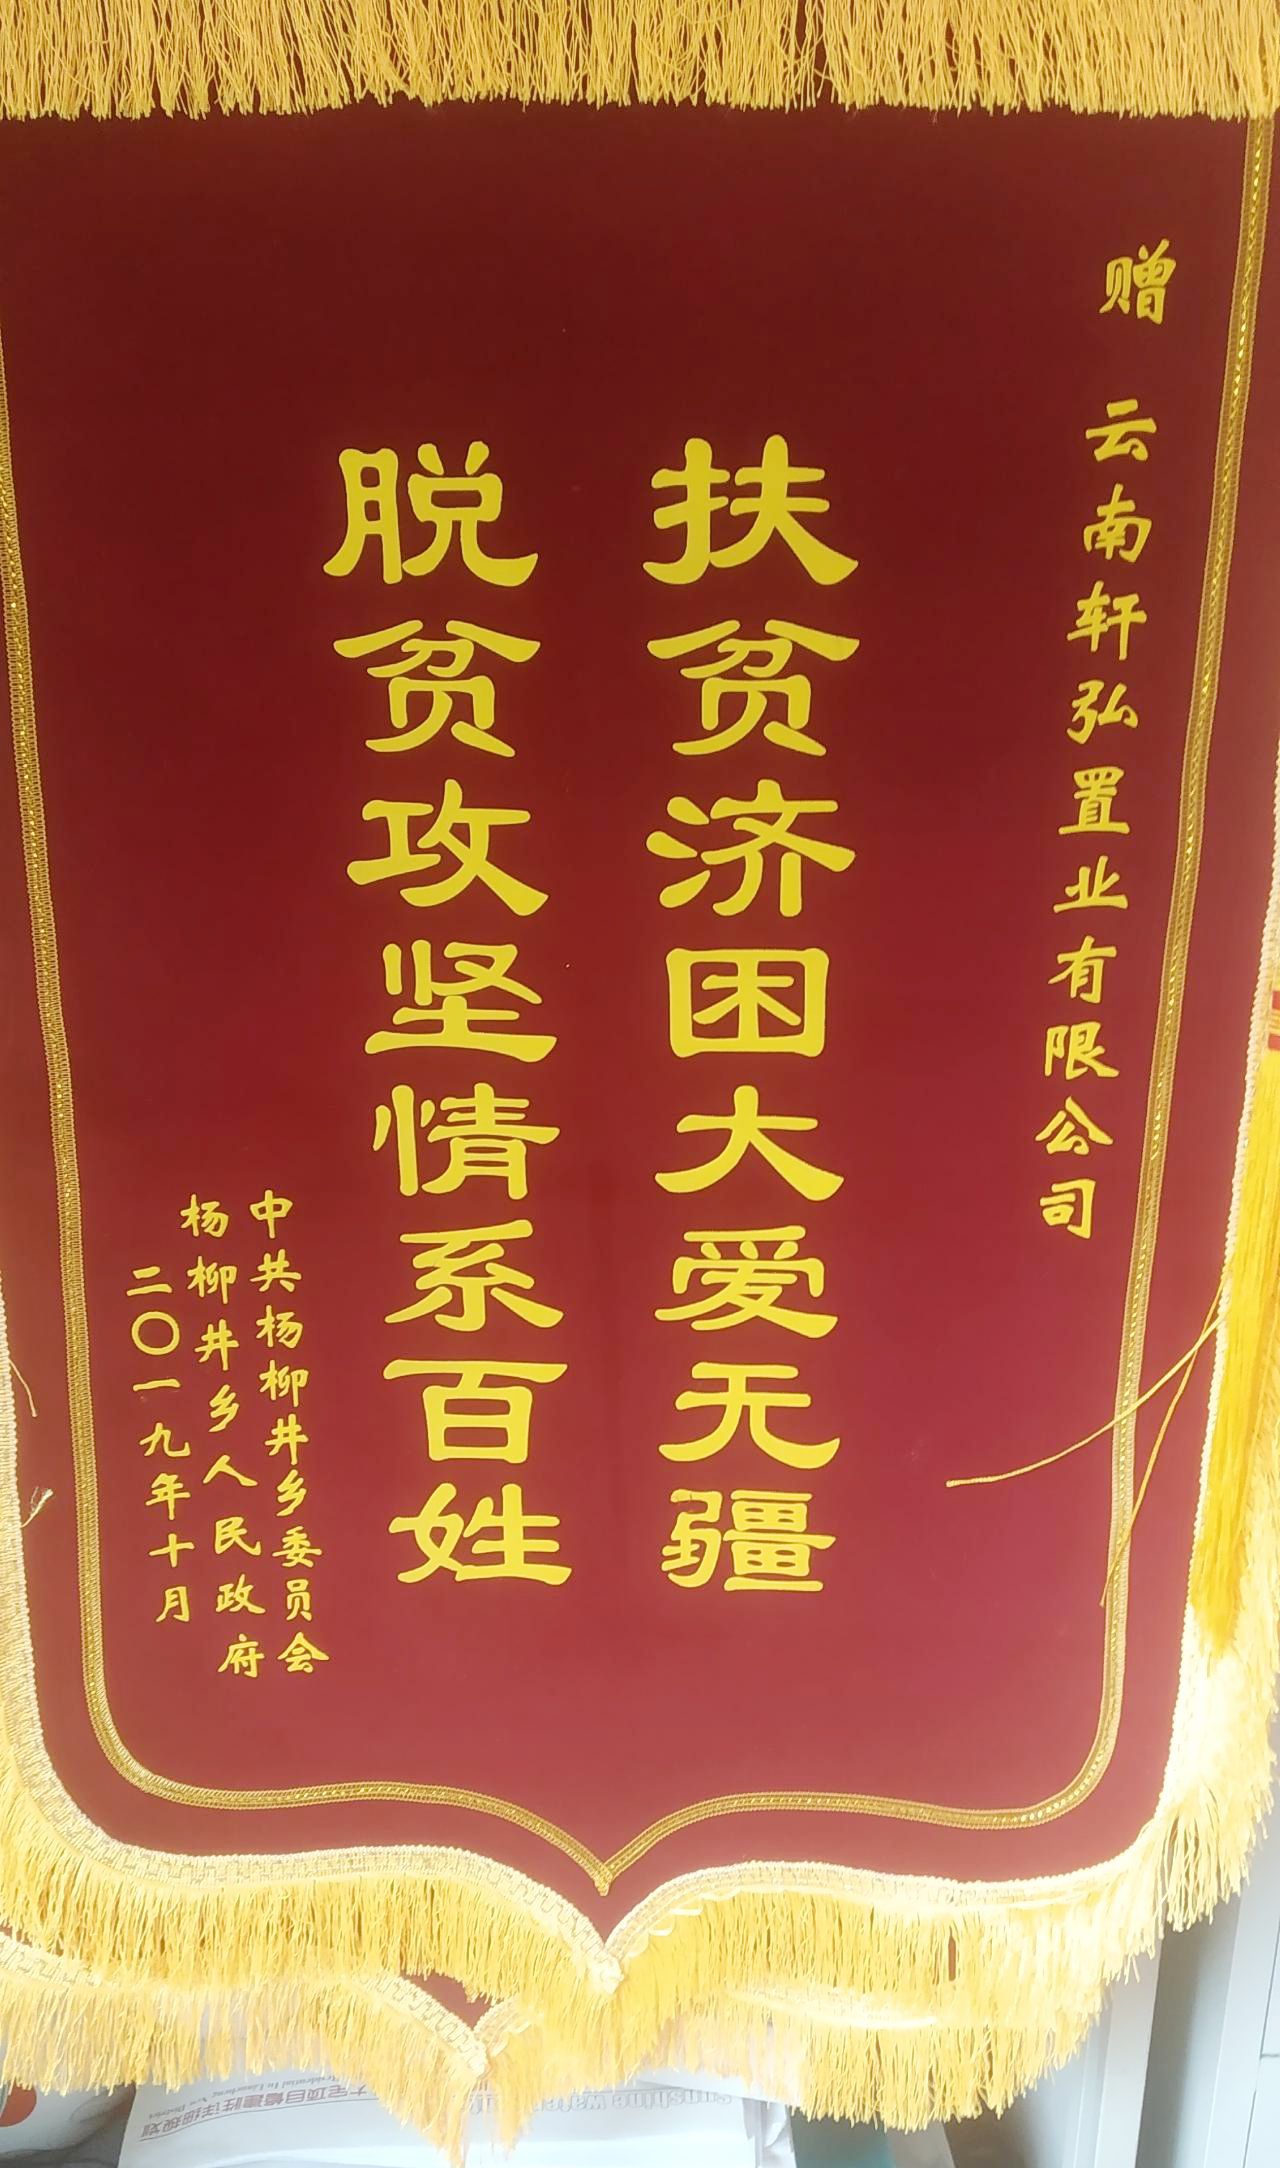 赠 云南轩弘置业有限公司
扶贫济困大爱无疆
脱贫攻坚情系百姓
中共杨柳井乡委员会
杨柳井乡人民政府
二〇一九年十月